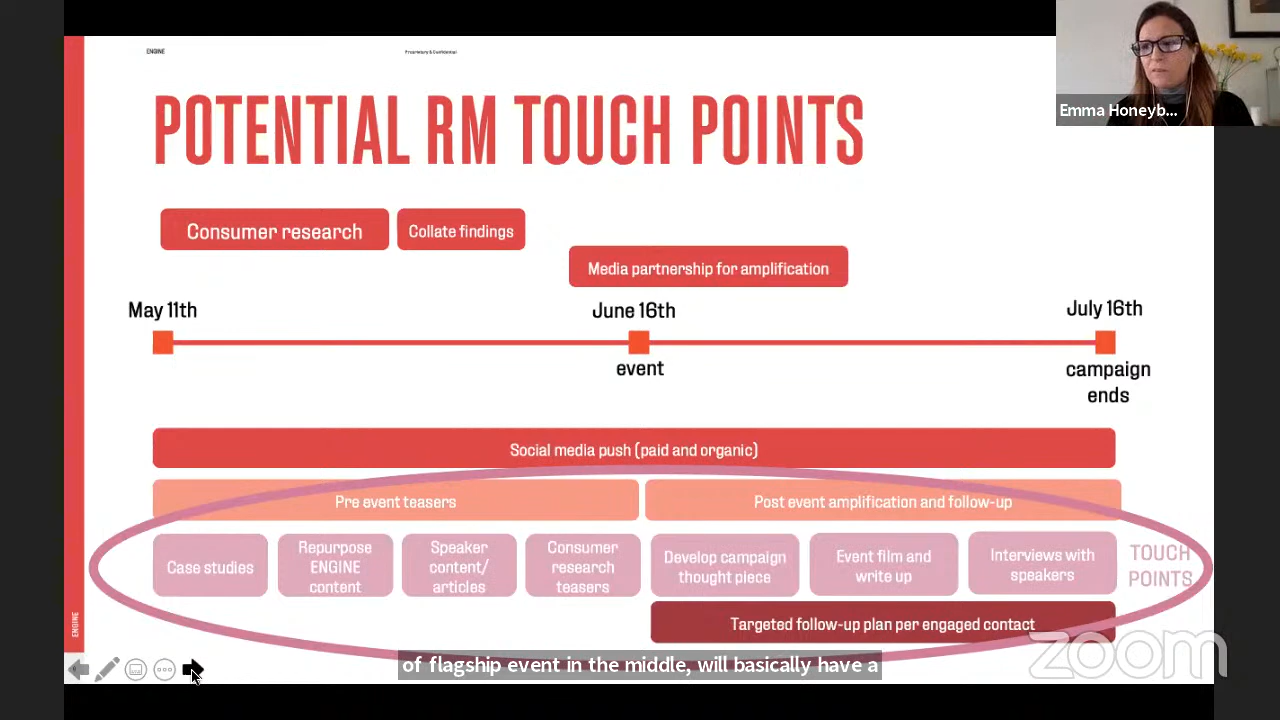 ENGINE
Proprietary & Confidential
Emma Honeyb...
POTENTIAL RM TOUCH POINTS
Consumer research
Collate findings
Media partnership for amplification
May 11th
June 16th
July 16th
event
campaign
ends
Social media push (paid and organic)
Pre event teasers
Post event amplification and follow-up
Case studies
Repurpose
ENGINE
content
Speaker
content/
articles
Consumer
research
teasers
Develop campaign
thought piece
Event film and
write up
Interviews with
speakers
TOUCH
POINTS
Targeted follow-up plan per engaged contact
ENGINE
zoom
of flagship event in the middle, will basically have a